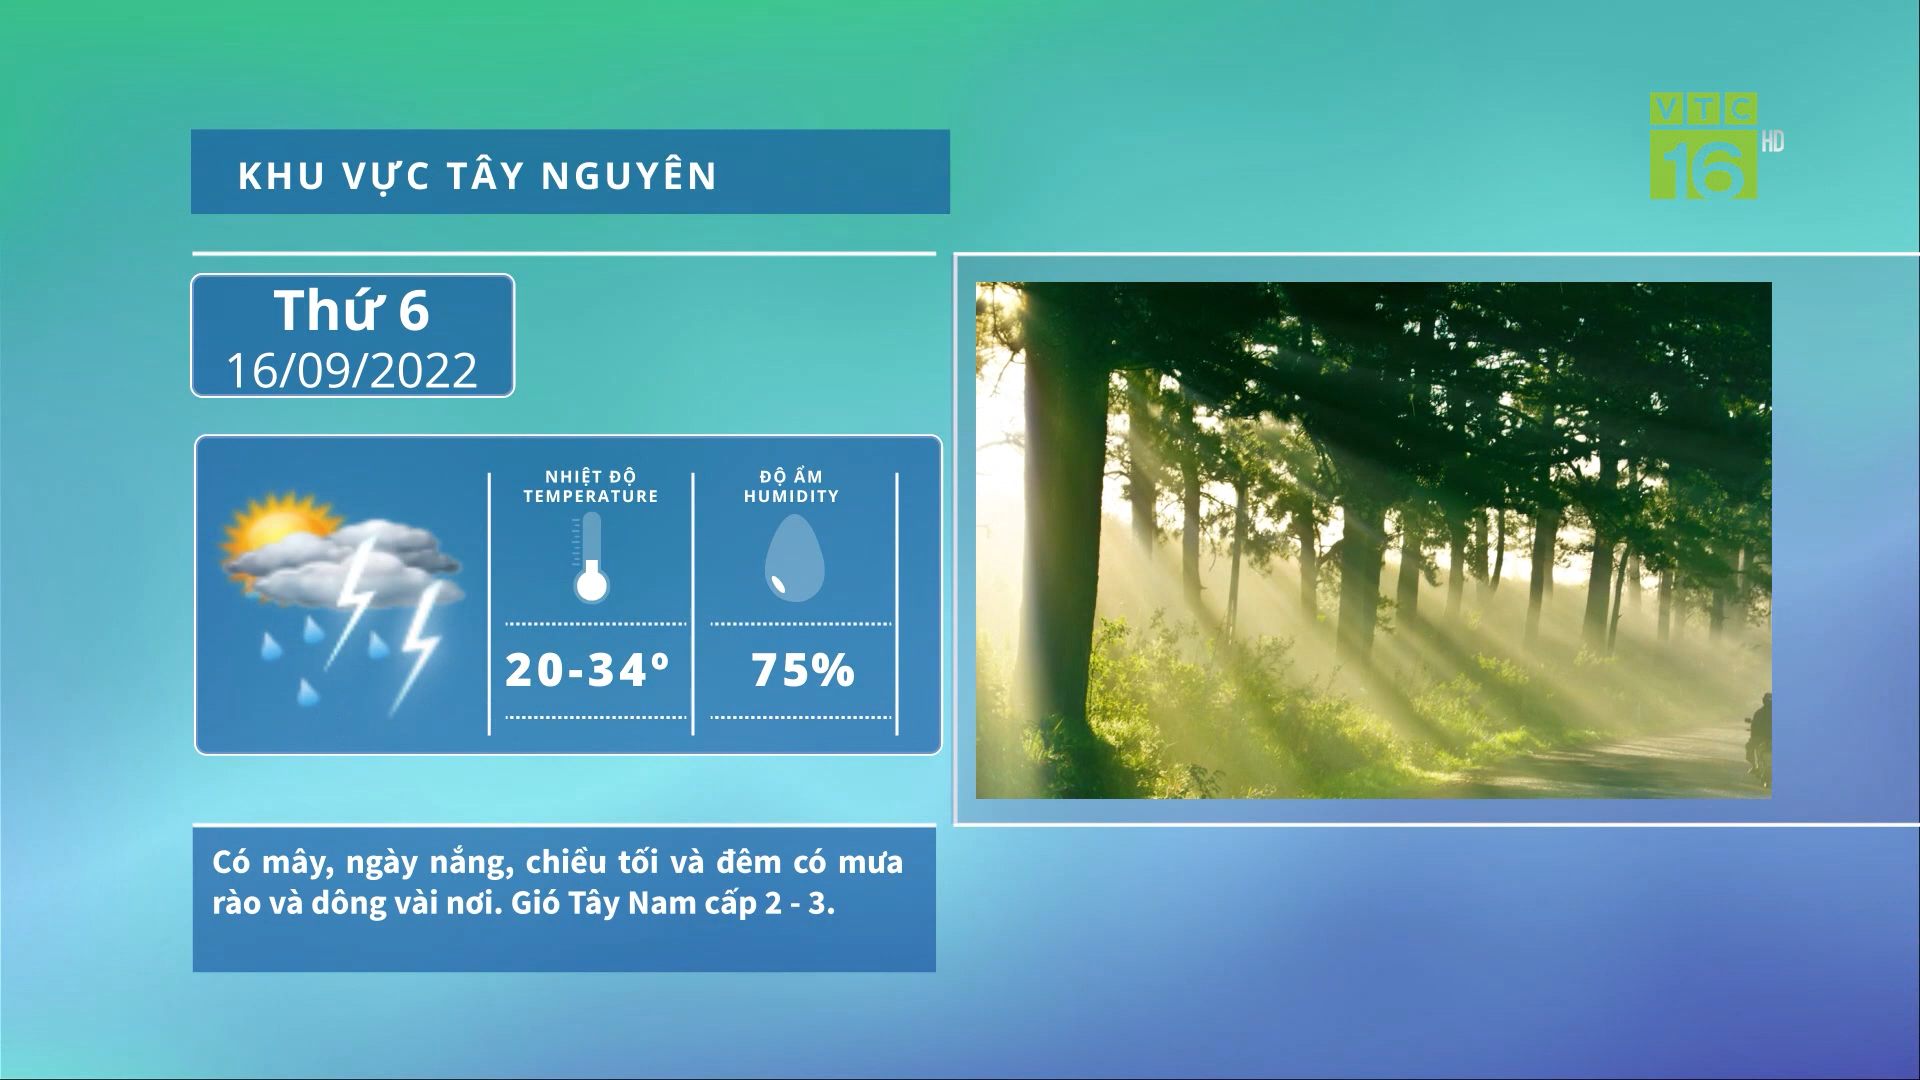 VTC
16 HD
KHU VỰC TÂY NGUYÊN
Thứ 6
16/09/2022
NHIỆT ĐỘ
TEMPERATURE
20-34º
ĐỘ ẨM
HUMIDITY
75%
Có mây, ngày nắng, chiều tối và đêm có mưa
rào và dông vài nơi. Gió Tây Nam cấp 2 - 3.